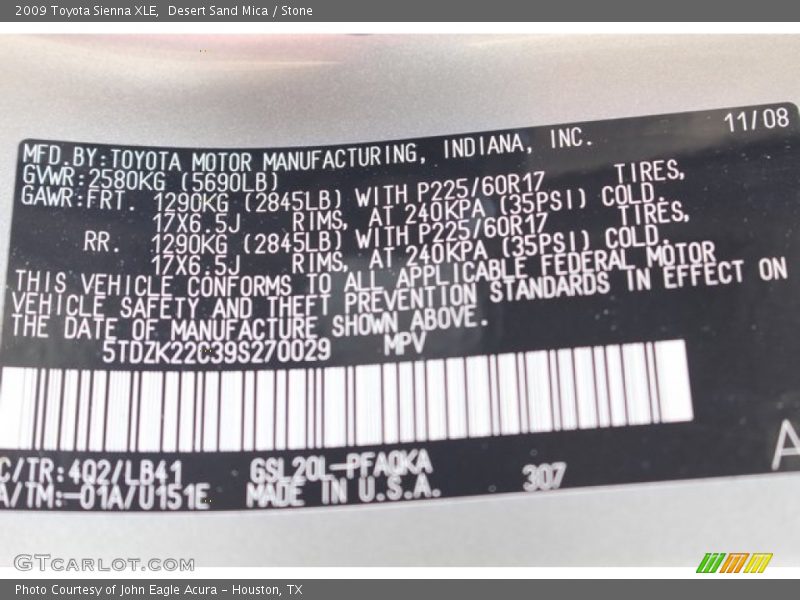 2009 Toyota Sienna XLE,  Desert Sand Mica / Stone
11/08
MFD.BY:TOYOTA MOTOR MANUFACTURING, INDIANA, INC.
GVWR:2580KG (5690LB)
GAWR:FRT. 1290KG (2845LB) WITH P225/60R17 TIRES,
17X6.5J RIMS, AT 240KPA (35PSI) COLD.
RR. 1290KG (2845LB) WITH P225/60R17 TIRES,
17X6.5J RIMS, AT 240KPA (35PSI) COLD.
THIS VEHICLE CONFORMS TO ALL APPLICABLE FEDERAL MOTOR
VEHICLE SAFETY AND THEFT PREVENTION STANDARDS IN EFFECT ON
THE DATE OF MANUFACTURE SHOWN ABOVE.
5TDZK22C39S270029 MPV
C/TR:4Q2/LB41 GSL20L-PFAQKA
A/TM:-01A/U151E MADE IN U.S.A. 307
A
GTCARLOT.COM
Photo Courtesy of John Eagle Acura - Houston, TX